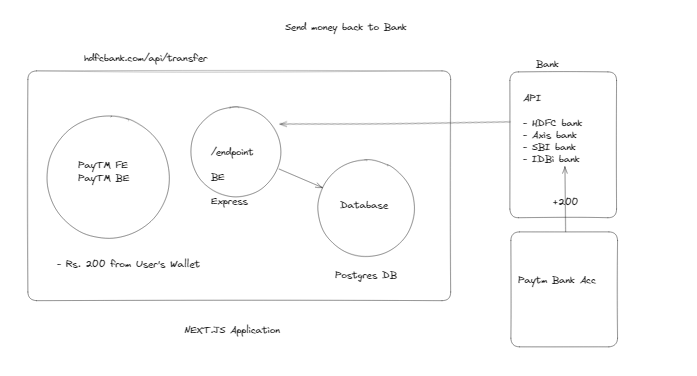 Send money back to Bank
hdfcbank.com/api/transfer
Bank
API
- HDFC bank
- Axis bank
- SBI bank
- IDBi bank
+200
/endpoint
BE
Express
PayTM FE
PayTM BE
Database
Postgres DB
- Rs. 200 from User's Wallet
Paytm Bank Acc
NEXT.JS Application